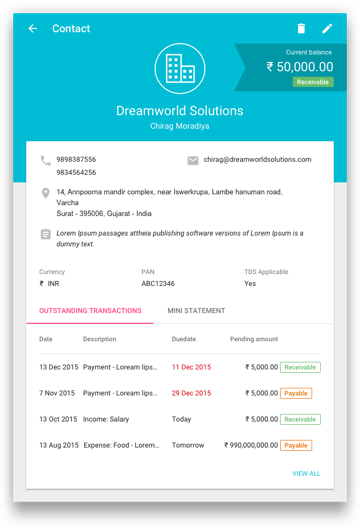 Contact
Current balance
₹ 50,000.00
Receivable
Dreamworld Solutions
Chirag Moradiya
9898387556
9834564256
chirag@dreamworldsolutions.com
14, Annpoorna mandir complex, near Iswerkrupa, Lambe hanuman road,
Varcha
Surat - 395006, Gujarat - India
Lorem Ipsum passages attheia publishing software versions of Lorem Ipsum is a
dummy text.
Currency PAN TDS Applicable
₹ INR ABC12346 Yes
OUTSTANDING TRANSACTIONS MINI STATEMENT
Date Description Duedate Pending amount
13 Dec 2015 Payment - Loream lips... 11 Dec 2015 ₹ 5,000.00 Receivable
7 Nov 2015 Payment - Loream lips... 29 Dec 2015 ₹ 5,000.00 Payable
13 Oct 2015 Income: Salary Today ₹ 5,000.00 Receivable
13 Aug 2015 Expense: Food - Lorem... Tomorrow ₹ 990,000,000.00 Payable
VIEW ALL